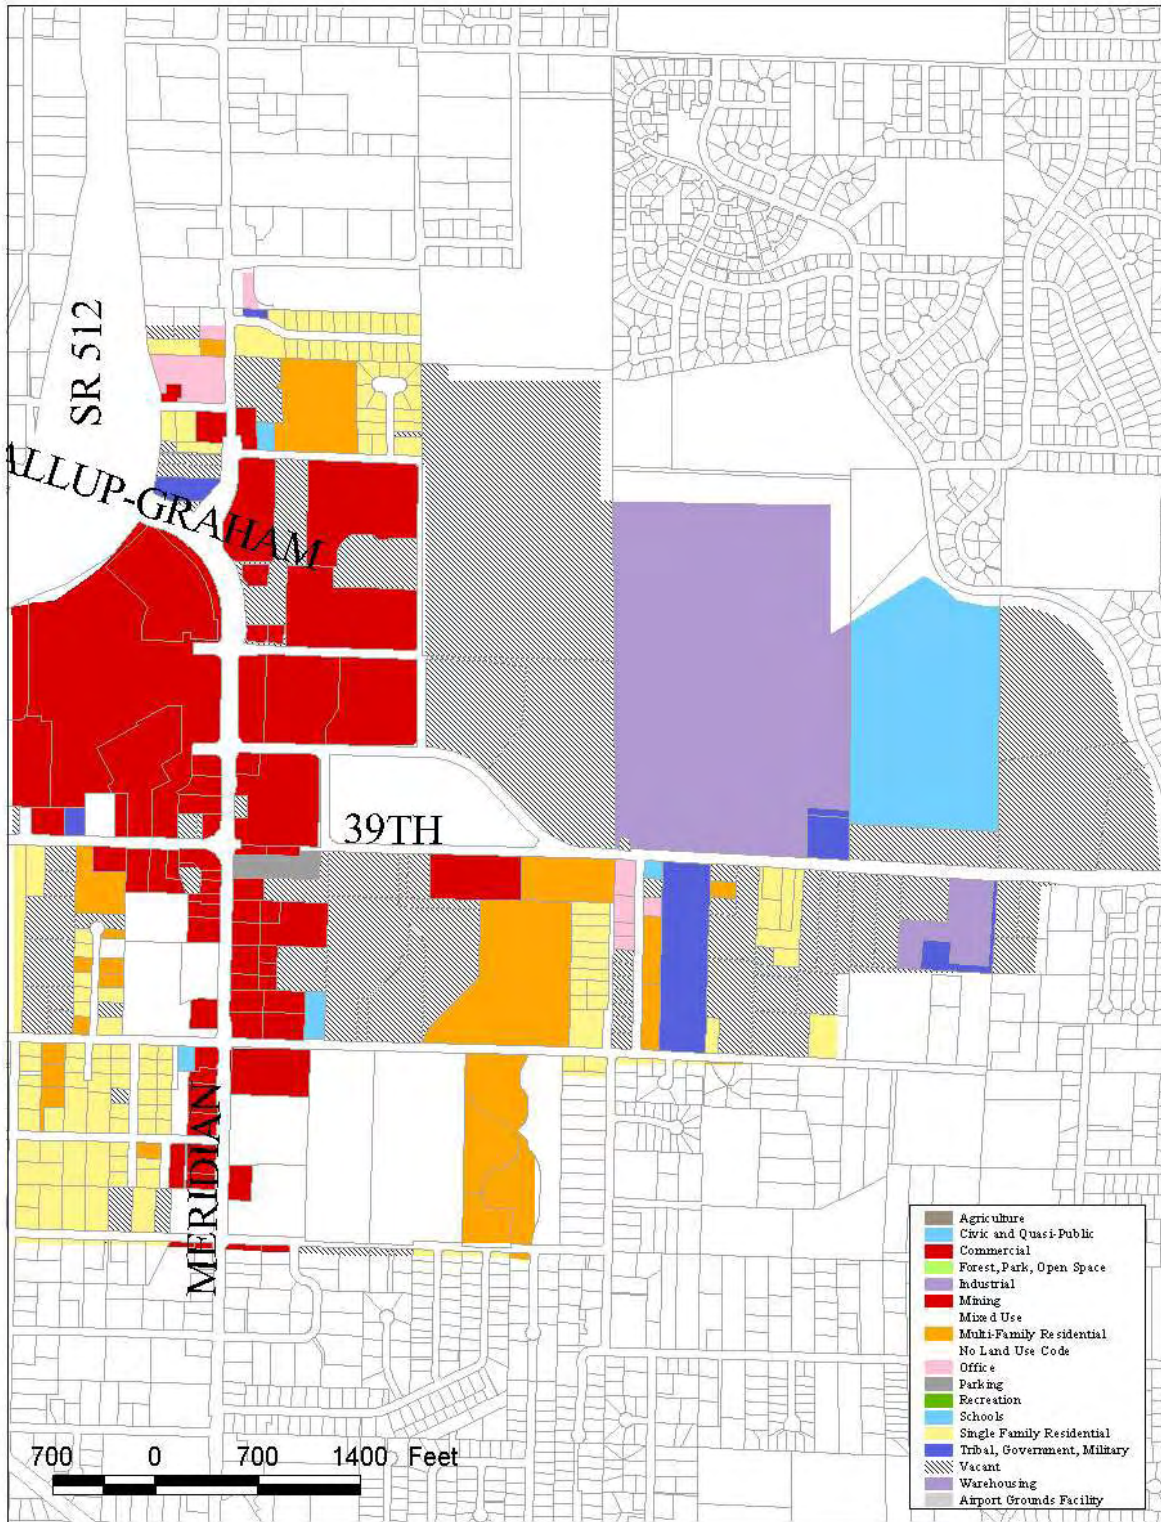 SR 512
ALLUP-GRAHAM
39TH
MERIDIAN
Agriculture
Civic and Quasi-Public
Commercial
Forest, Park, Open Space
Industrial
Mining
Mixed Use
Multi-Family Residential
No Land Use Code
Office
Parking
Recreation
Schools
Single Family Residential
Tribal, Government, Military
Vacant
Warehousing
Airport Grounds Facility
700 0 700 1400 Feet